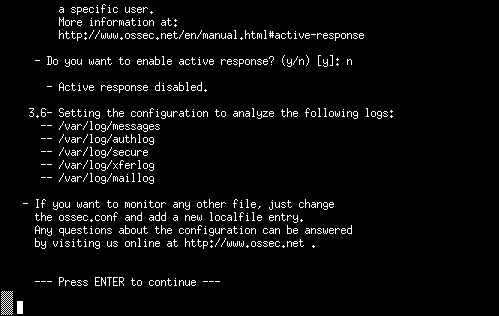 a specific user.
More information at:
http://www.ossec.net/en/manual.html#active-response
- Do you want to enable active response? (y/n) [y]: n
- Active response disabled.
3.6- Setting the configuration to analyze the following logs:
-- /var/log/messages
-- /var/log/authlog
-- /var/log/secure
-- /var/log/xferlog
-- /var/log/maillog
- If you want to monitor any other file, just change
the ossec.conf and add a new localfile entry.
Any questions about the configuration can be answered
by visiting us online at http://www.ossec.net .
--- Press ENTER to continue ---